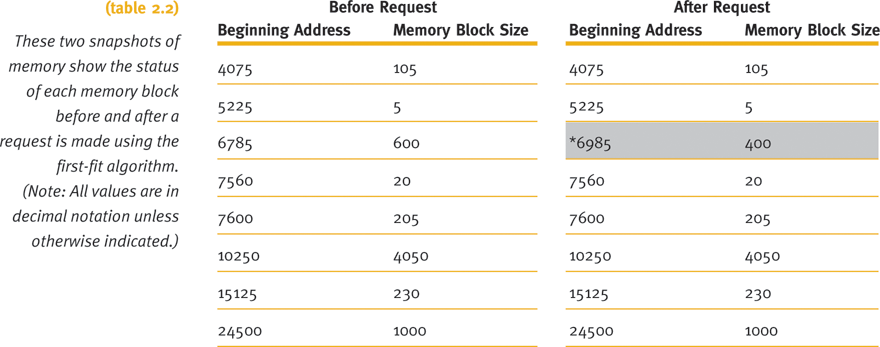 (table 2.2)
These two snapshots of
memory show the status
of each memory block
before and after a
request is made using the
first-fit algorithm.
(Note: All values are in
decimal notation unless
otherwise indicated.)
Before Request After Request
Beginning Address Memory Block Size Beginning Address Memory Block Size
4075 105 4075 105
5225 5 5225 5
6785 600 *6985 400
7560 20 7560 20
7600 205 7600 205
10250 4050 10250 4050
15125 230 15125 230
24500 1000 24500 1000